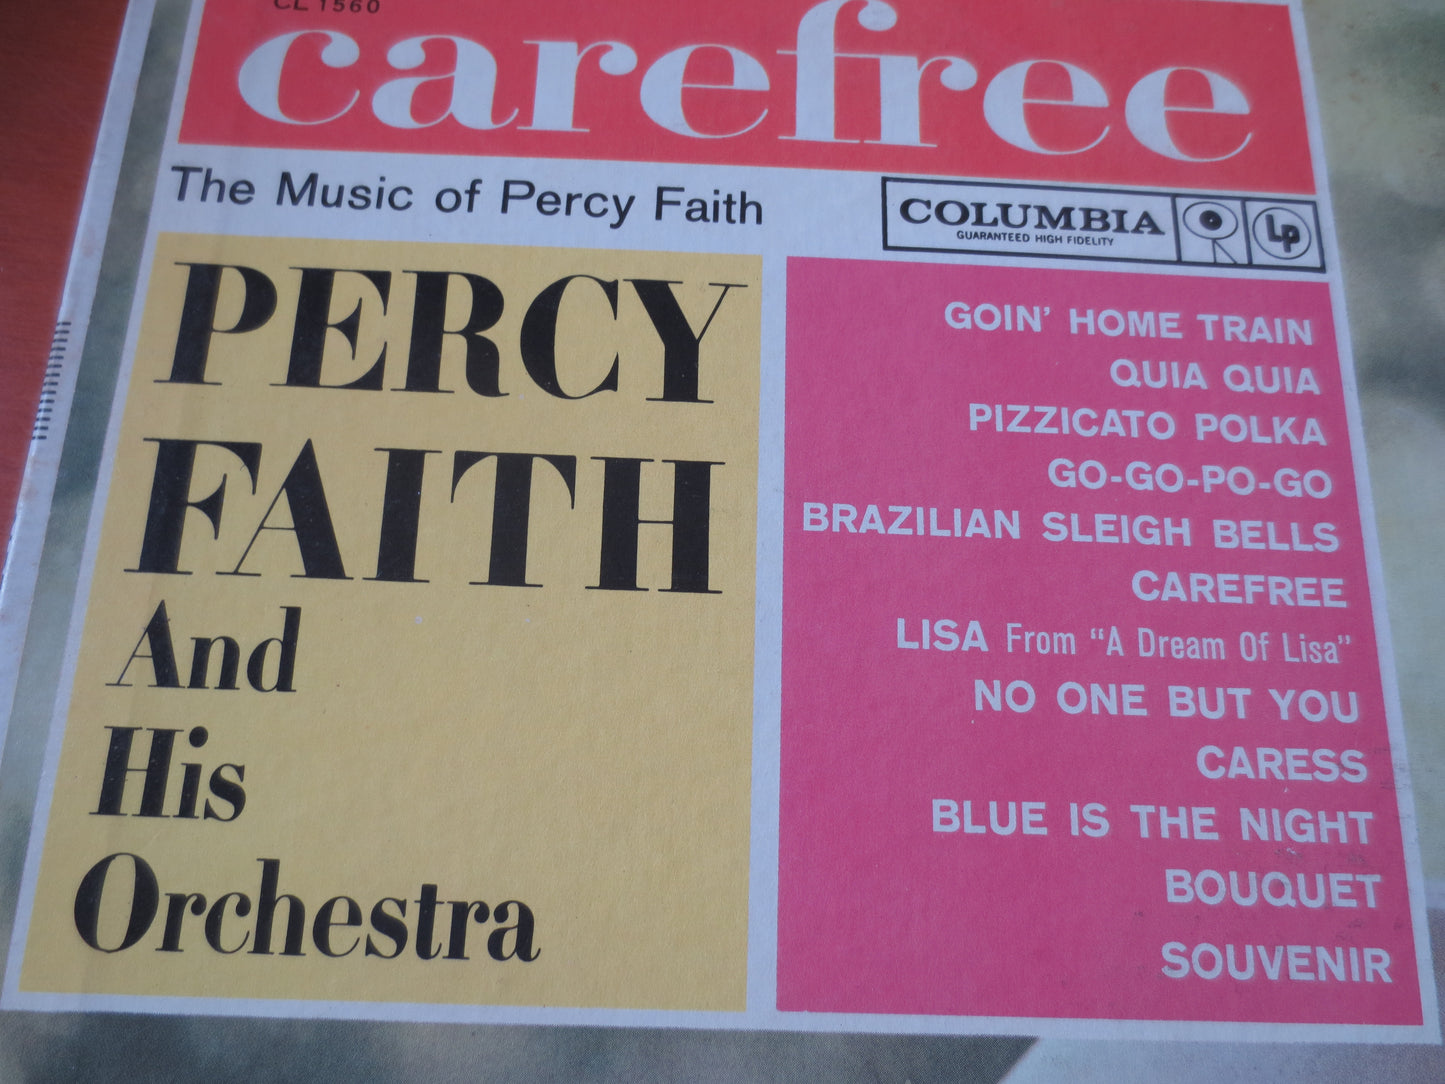 CL 1560
carefree
The Music of Percy Faith
COLUMBIA
GUARANTEED HIGH FIDELITY
Lp
PERCY
FAITH
And
His
Orchestra
GOIN' HOME TRAIN
QUIA QUIA
PIZZICATO POLKA
GO-GO-PO-GO
BRAZILIAN SLEIGH BELLS
CAREFREE
LISA From "A Dream Of Lisa"
NO ONE BUT YOU
CARESS
BLUE IS THE NIGHT
BOUQUET
SOUVENIR